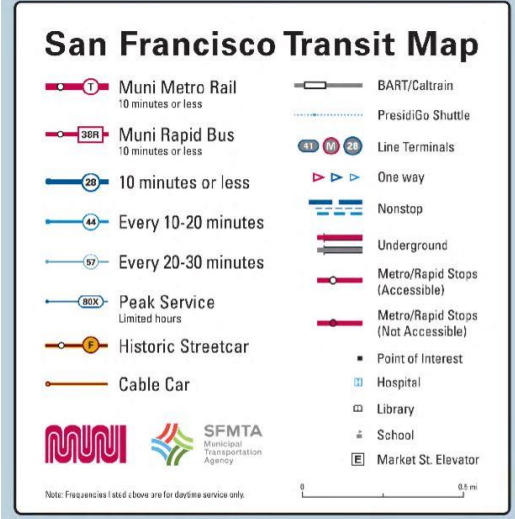 San Francisco Transit Map
T
Muni Metro Rail
10 minutes or less
38R
Muni Rapid Bus
10 minutes or less
28
10 minutes or less
44
Every 10-20 minutes
57
Every 20-30 minutes
80X
Peak Service
Limited hours
F
Historic Streetcar
Cable Car
MUNI
SFMTA
Municipal
Transportation
Agency
Note: Frequencies listed above are for daytime service only.
BART/Caltrain
PresidiGo Shuttle
41 M 28
Line Terminals
One way
Nonstop
Underground
Metro/Rapid Stops
(Accessible)
Metro/Rapid Stops
(Not Accessible)
Point of Interest
H
Hospital
Library
School
E
Market St. Elevator
0
0.5 mi